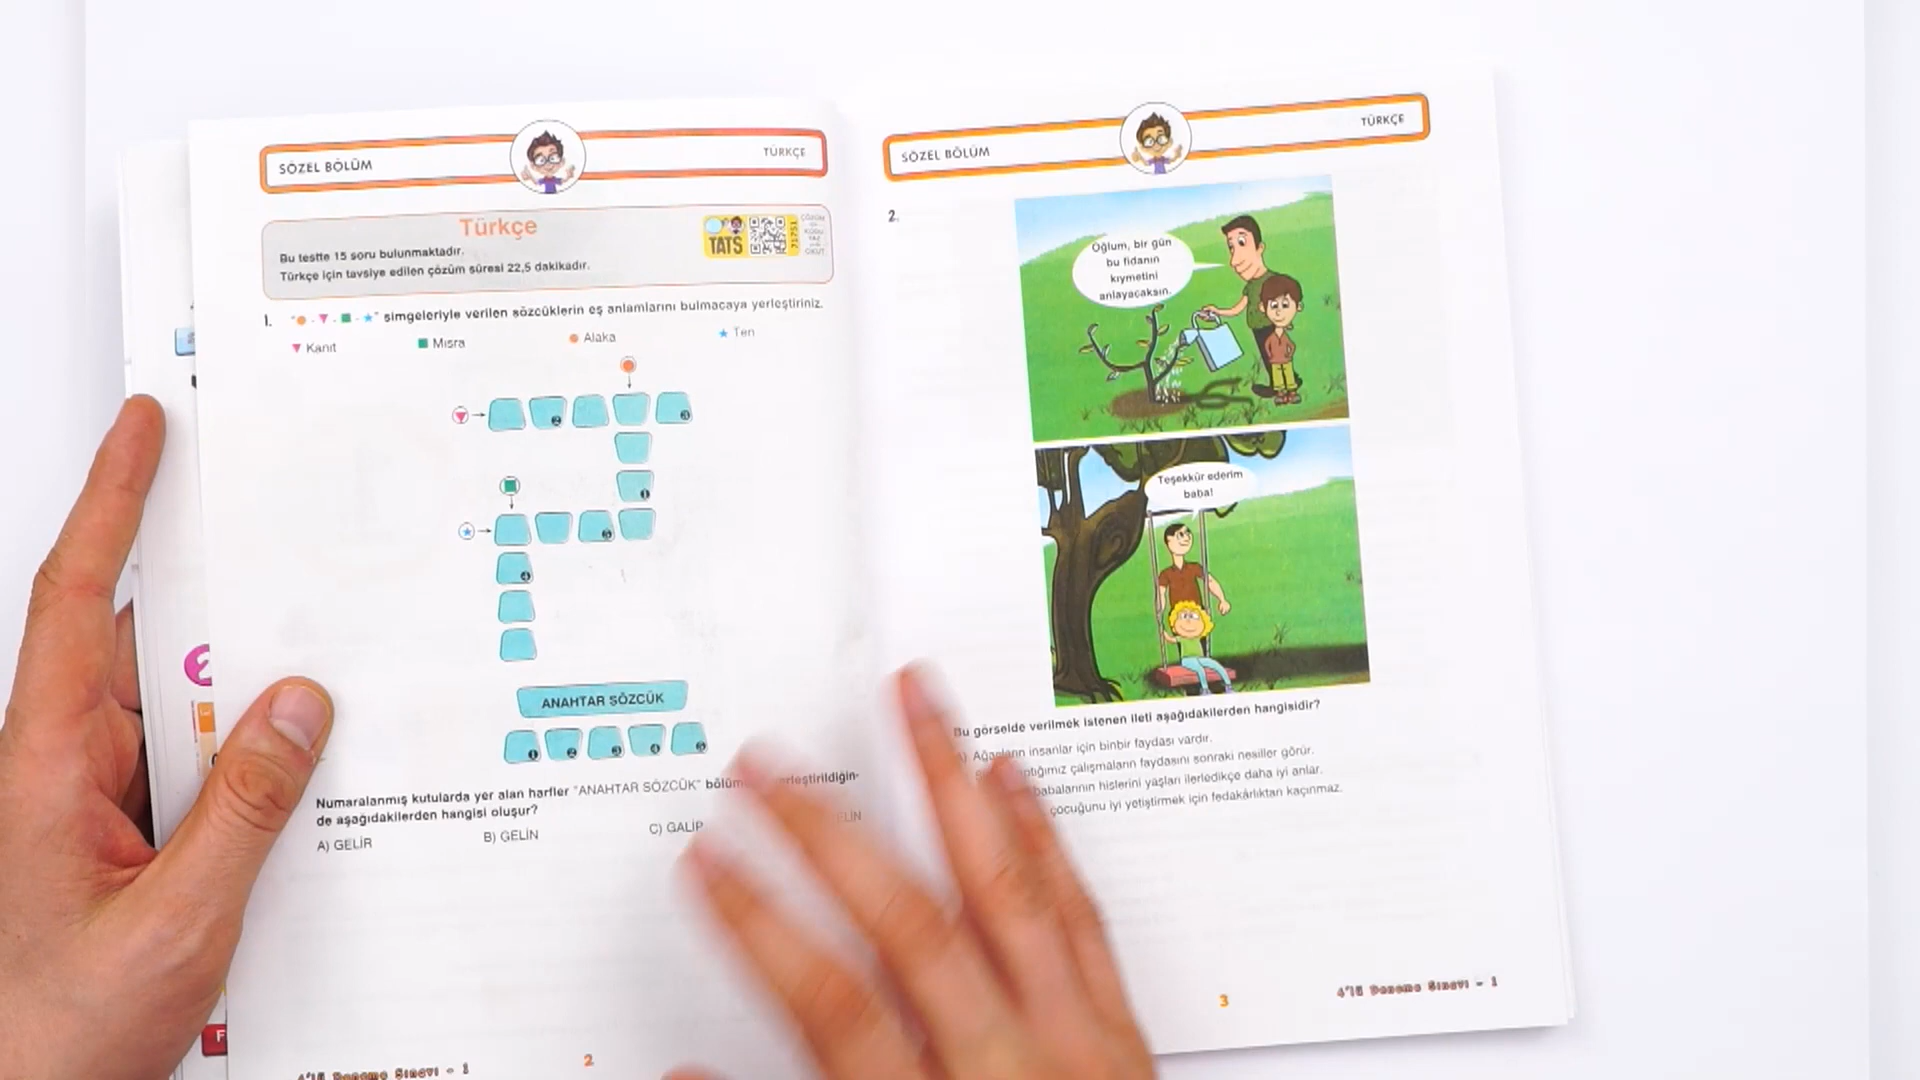 SÖZEL BÖLÜM
TÜRKÇE
Türkçe
Bu testte 15 soru bulunmaktadır.
Türkçe için tavsiye edilen çözüm süresi 22,5 dakikadır.
TATS
71751
1. " - - - " simgeleriyle verilen sözcüklerin eş anlamlarını bulmacaya yerleştiriniz.
Kanıt Mısra Alaka Ten
ANAHTAR SÖZCÜK
Numaralanmış kutularda yer alan harfler "ANAHTAR SÖZCÜK"
de aşağıdakilerden hangisi oluşur?
A) GELİR B) GELİN C) GALİP
4'lü Deneme Sınavı - 1
2
SÖZEL BÖLÜM
TÜRKÇE
2.
Oğlum, bir gün
bu fidanın
kıymetini
anlayacaksın.
Teşekkür ederim
baba!
Bu görselde verilmek istenen ileti aşağıdakilerden hangisidir?
Ağaçların insanlar için binbir faydası vardır.
çalışmaların faydasını sonraki nesiller görür.
babalarının hislerini yaşları ilerledikçe daha iyi anlar.
çocuğunu iyi yetiştirmek için fedakârlıktan kaçınmaz.
3
4'lü Deneme Sınavı - 1